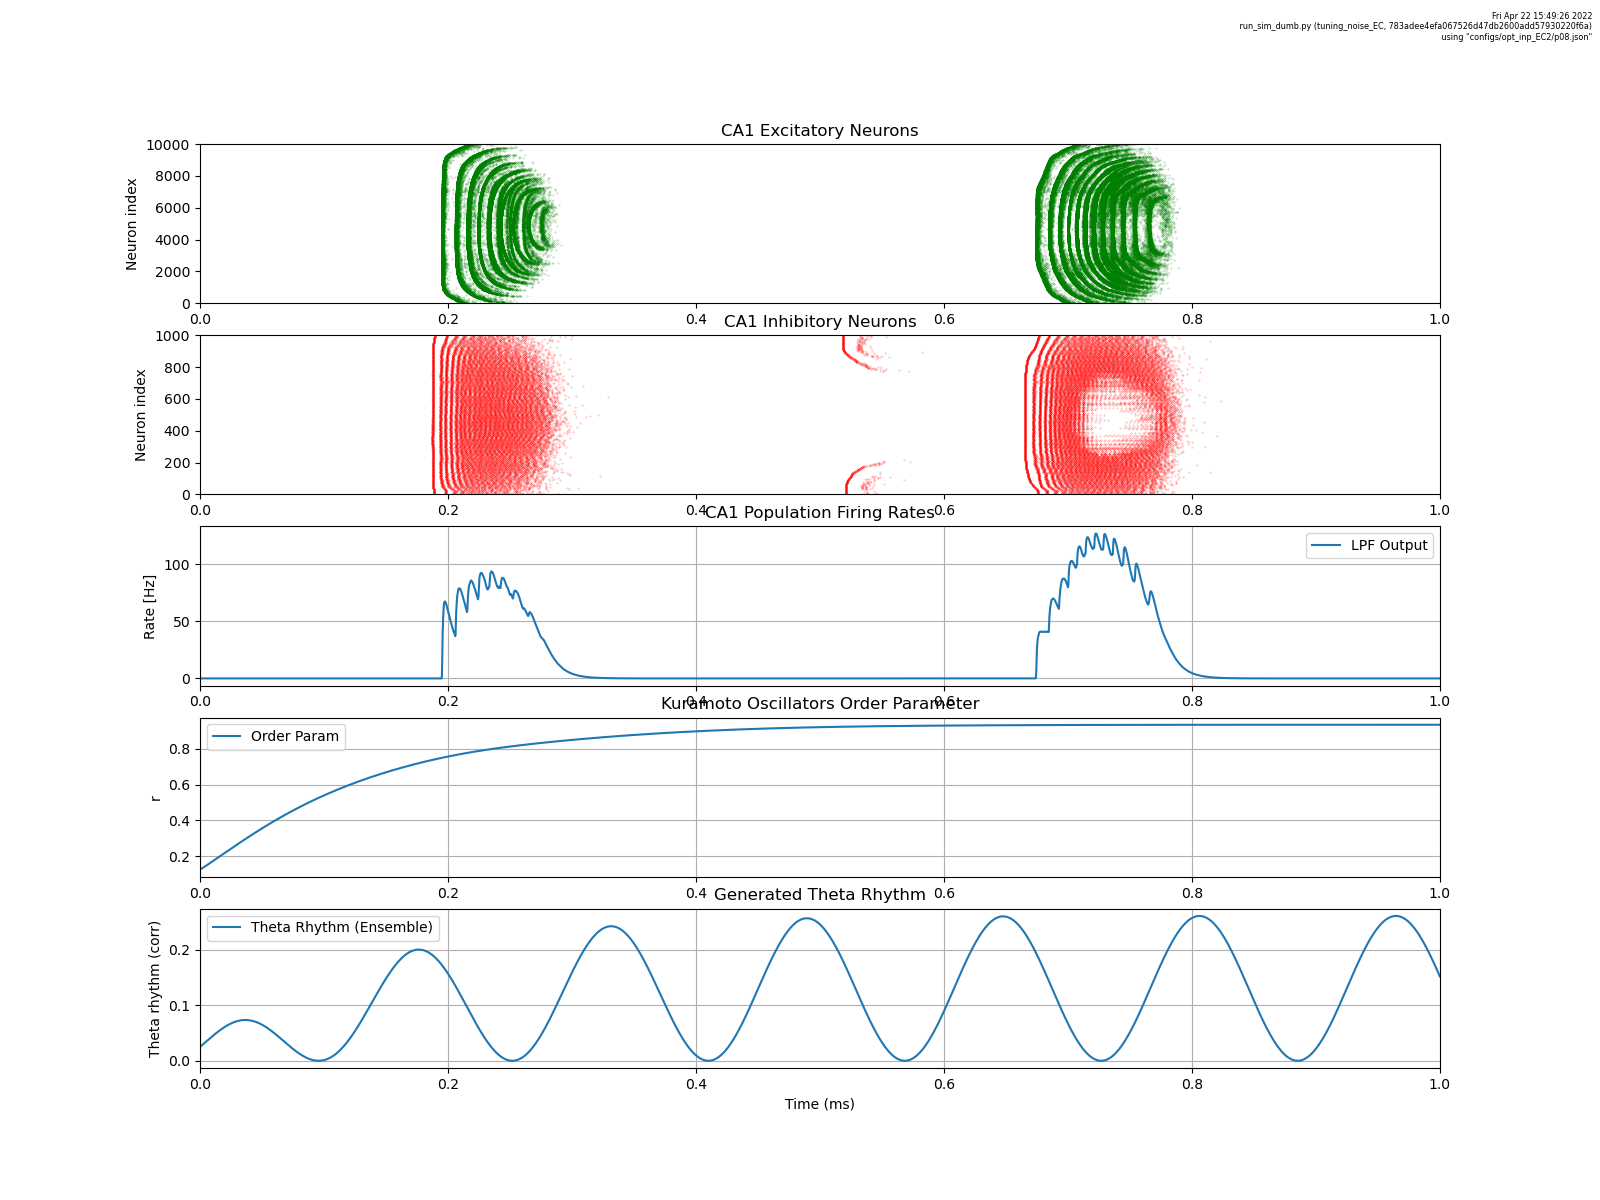 Fri Apr 22 15:49:26 2022
run_sim_dumb.py (tuning_noise_EC, 783adee4efa067526d47db2600add57930220f6a)
using "configs/opt_inp_EC2/p08.json"
CA1 Excitatory Neurons
Neuron index
10000
8000
6000
4000
2000
0
0.0 0.2 0.4 0.6 0.8 1.0
CA1 Inhibitory Neurons
Neuron index
1000
800
600
400
200
0
0.0 0.2 0.4 0.6 0.8 1.0
CA1 Population Firing Rates
LPF Output
Rate [Hz]
100
50
0
0.0 0.2 0.4 0.6 0.8 1.0
Kuramoto Oscillators Order Parameter
Order Param
r
0.8
0.6
0.4
0.2
0.0 0.2 0.4 0.6 0.8 1.0
Generated Theta Rhythm
Theta Rhythm (Ensemble)
Theta rhythm (corr)
0.2
0.1
0.0
0.0 0.2 0.4 0.6 0.8 1.0
Time (ms)